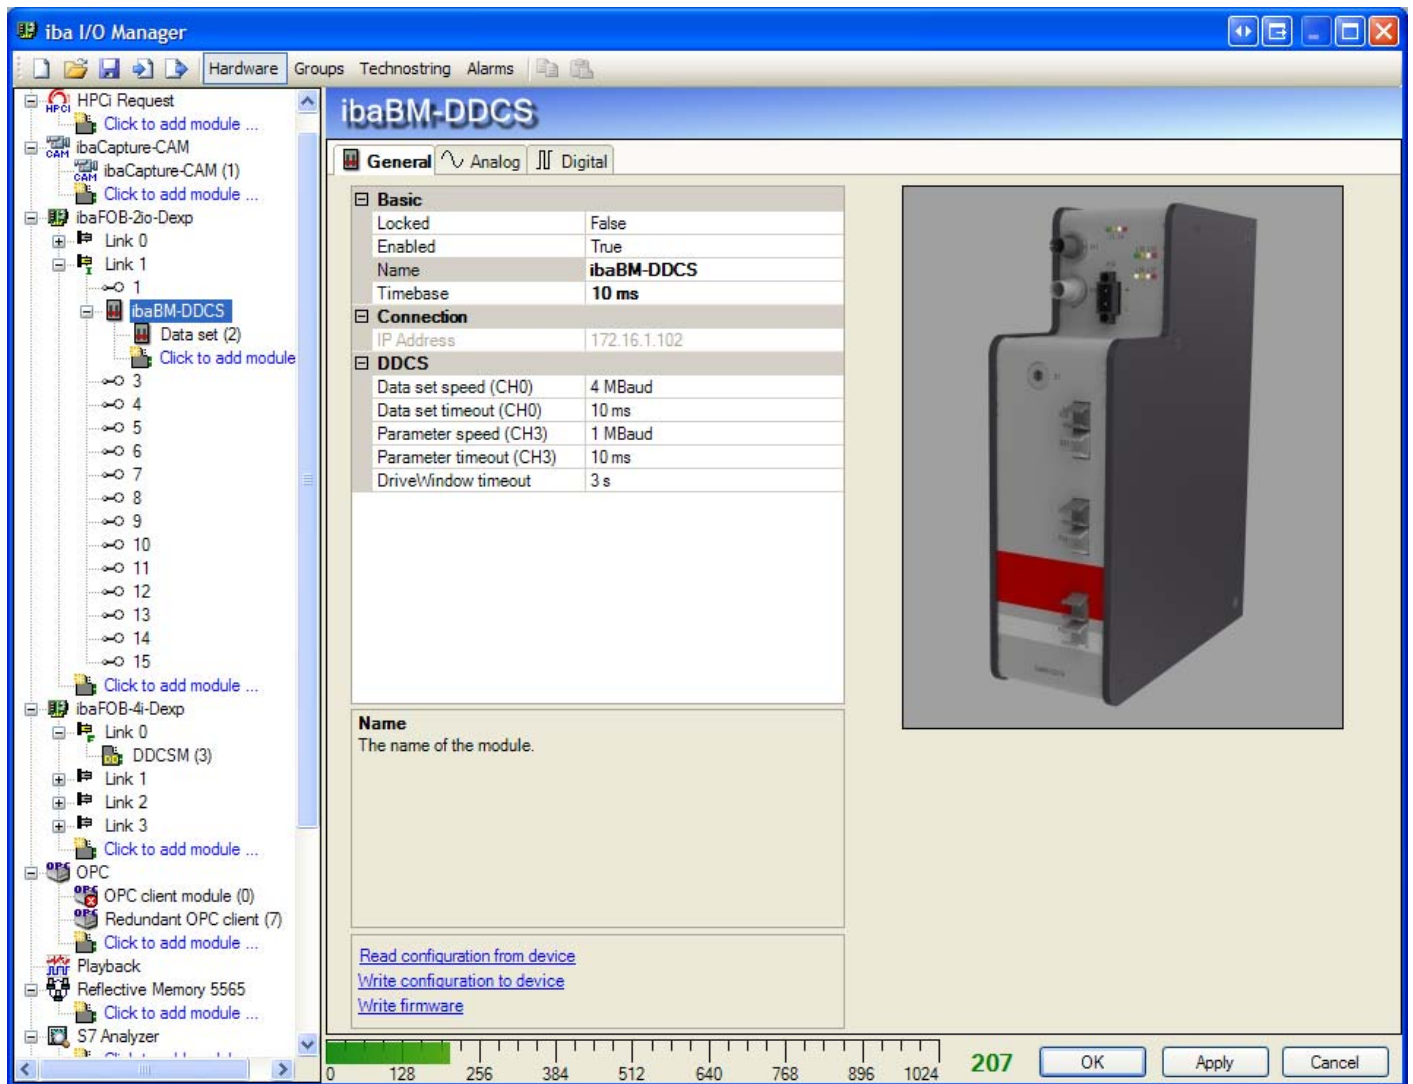 iba I/O Manager
Hardware Groups Technostring Alarms
HPCi Request
Click to add module ...
ibaCapture-CAM
ibaCapture-CAM (1)
Click to add module ...
ibaFOB-2io-Dexp
Link 0
Link 1
1
ibaBM-DDCS
Data set (2)
Click to add module
3
4
5
6
7
8
9
10
11
12
13
14
15
Click to add module ...
ibaFOB-4i-Dexp
Link 0
DDCSM (3)
Link 1
Link 2
Link 3
Click to add module ...
OPC
OPC client module (0)
Redundant OPC client (7)
Click to add module ...
Playback
Reflective Memory 5565
Click to add module ...
S7 Analyzer
ibaBM-DDCS
General Analog Digital
Basic
Locked False
Enabled True
Name ibaBM-DDCS
Timebase 10 ms
Connection
IP Address 172.16.1.102
DDCS
Data set speed (CH0) 4 MBaud
Data set timeout (CH0) 10 ms
Parameter speed (CH3) 1 MBaud
Parameter timeout (CH3) 10 ms
DriveWindow timeout 3 s
Name
The name of the module.
Read configuration from device
Write configuration to device
Write firmware
0 128 256 384 512 640 768 896 1024
207
OK Apply Cancel